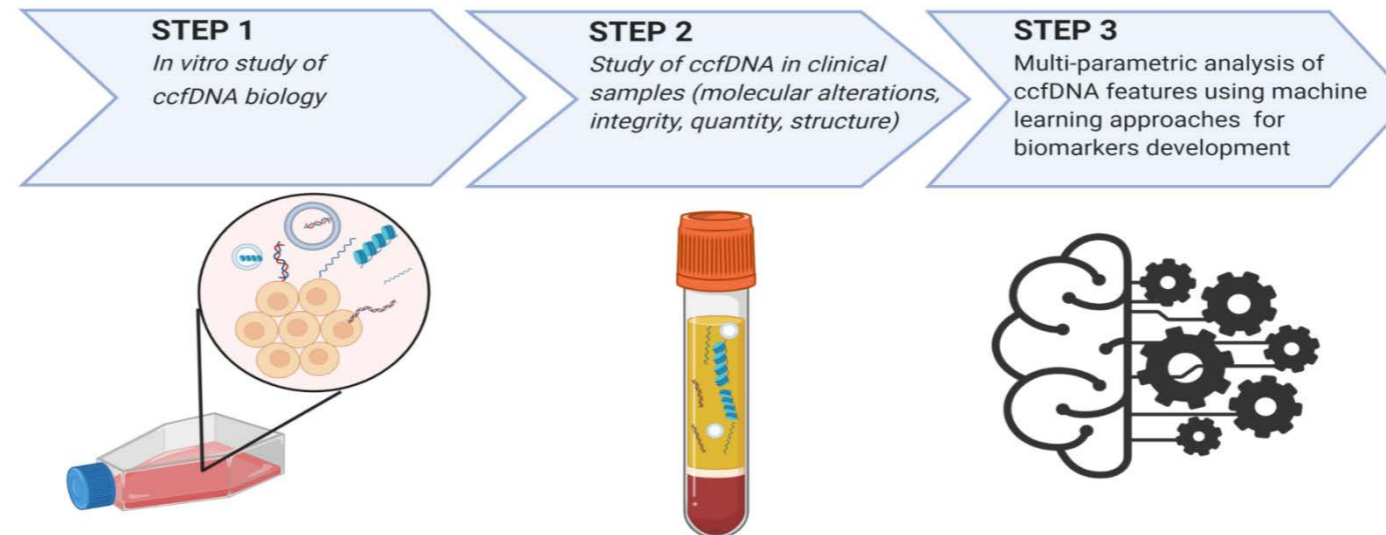 STEP 1
In vitro study of
ccfDNA biology
STEP 2
Study of ccfDNA in clinical
samples (molecular alterations,
integrity, quantity, structure)
STEP 3
Multi-parametric analysis of
ccfDNA features using machine
learning approaches for
biomarkers development